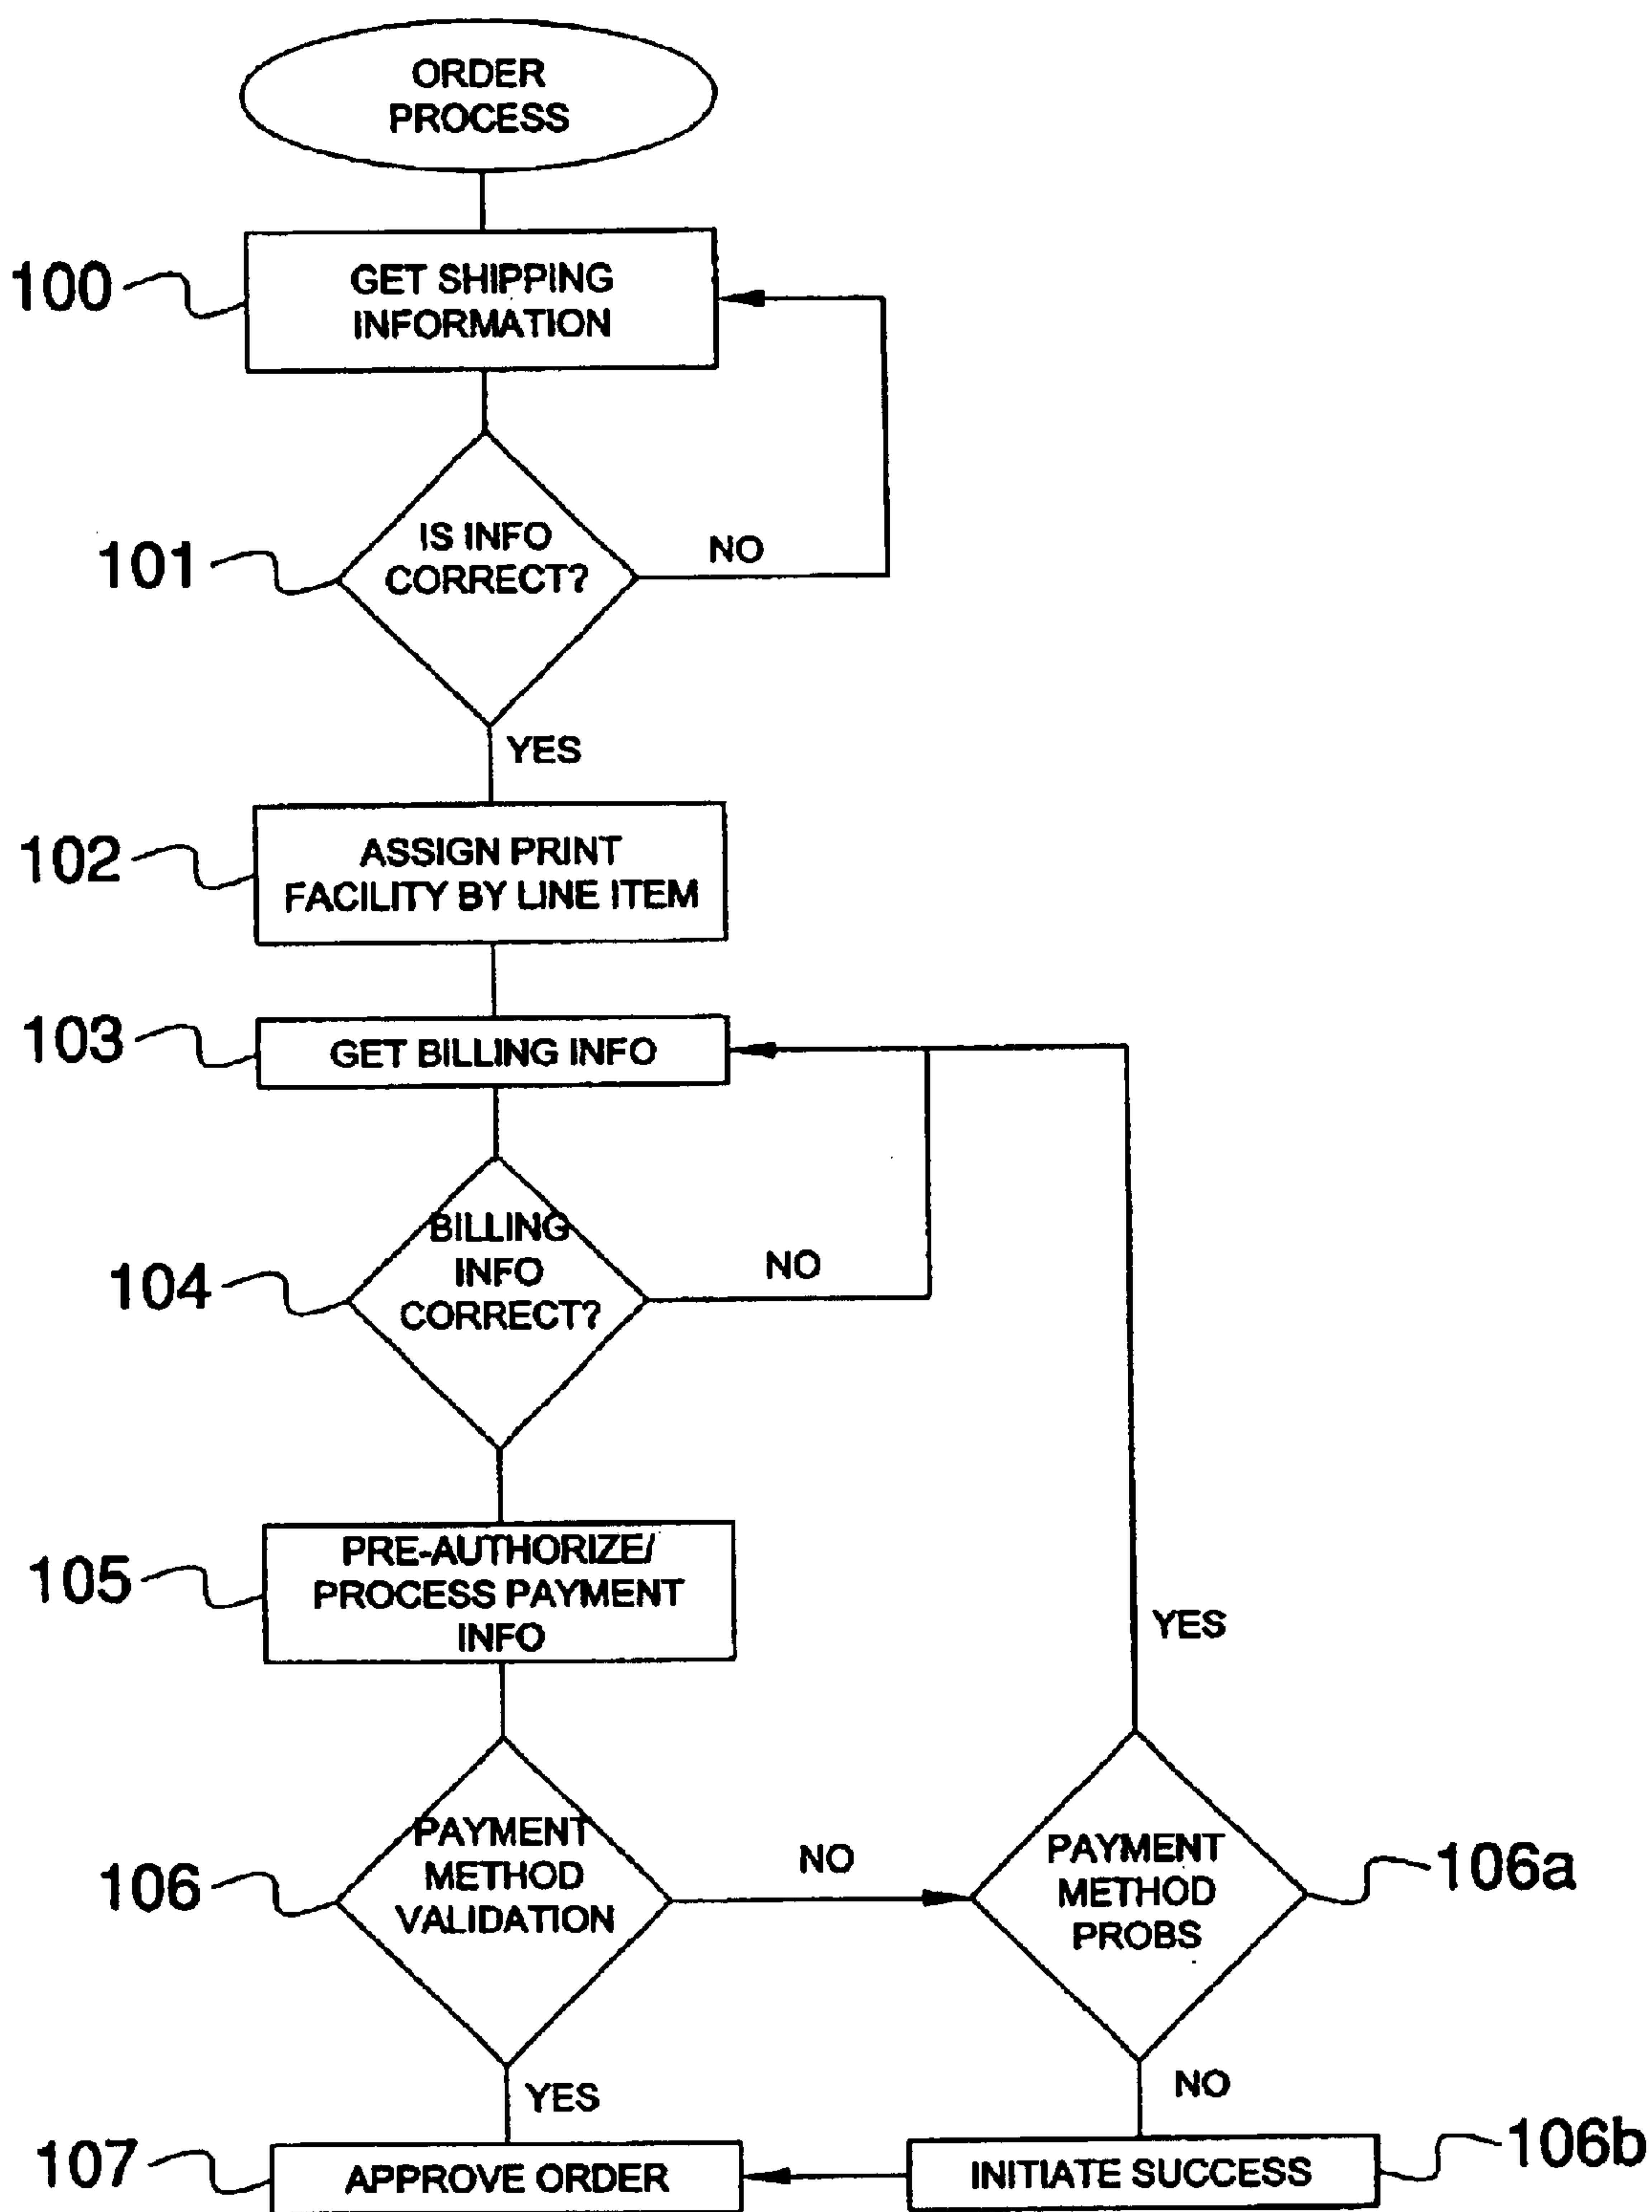 ORDER
PROCESS
100
GET SHIPPING
INFORMATION
101
IS INFO
CORRECT?
NO
YES
102
ASSIGN PRINT
FACILITY BY LINE ITEM
103
GET BILLING INFO
104
BILLING
INFO
CORRECT?
NO
105
PRE-AUTHORIZE/
PROCESS PAYMENT
INFO
YES
106
PAYMENT
METHOD
VALIDATION
NO
PAYMENT
METHOD
PROBS
106a
YES
NO
107
APPROVE ORDER
INITIATE SUCCESS
106b